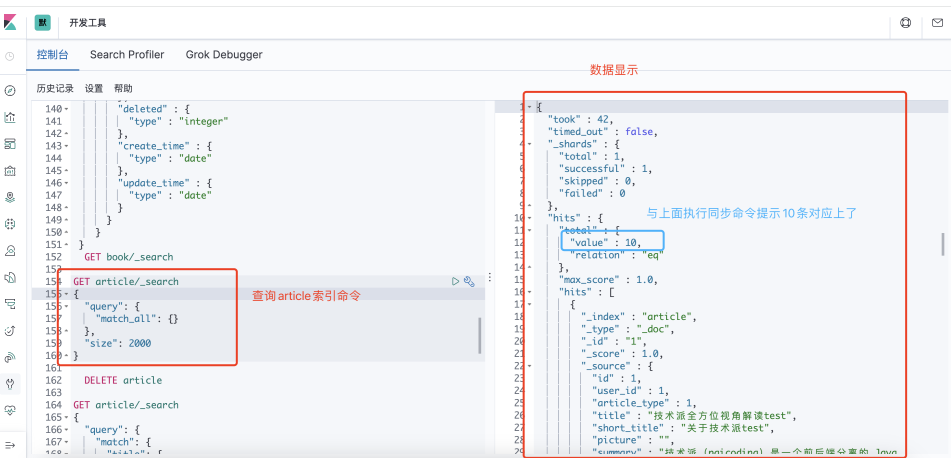 默 开发工具
控制台 Search Profiler Grok Debugger
数据显示
历史记录 设置 帮助
140 "deleted" : {
141 "type" : "integer"
142 },
143 "create_time" : {
144 "type" : "date"
145 },
146 "update_time" : {
147 "type" : "date"
148 }
149 }
150 }
151 }
152 GET book/_search
153
154 GET article/_search
155 {
156 "query": {
157 "match_all": {}
158 },
159 "size": 2000
160 }
161
162 DELETE article
163
164 GET article/_search
165 {
166 "query": {
167 "match": {
168 "title": {
查询article索引命令
1 {
2 "took" : 42,
3 "timed_out" : false,
4 "_shards" : {
5 "total" : 1,
6 "successful" : 1,
7 "skipped" : 0,
8 "failed" : 0
9 },
10 "hits" : {
11 "total" : {
12 "value" : 10,
13 "relation" : "eq"
14 },
15 "max_score" : 1.0,
16 "hits" : [
17 {
18 "_index" : "article",
19 "_type" : "_doc",
20 "_id" : "1",
21 "_score" : 1.0,
22 "_source" : {
23 "id" : 1,
24 "user_id" : 1,
25 "article_type" : 1,
26 "title" : "技术派全方位视角解读test",
27 "short_title" : "关于技术派test",
28 "picture" : "",
29 "summary" : "技术派 (paicoding) 是一个前后端分离的 Java
与上面执行同步命令提示10条对应上了